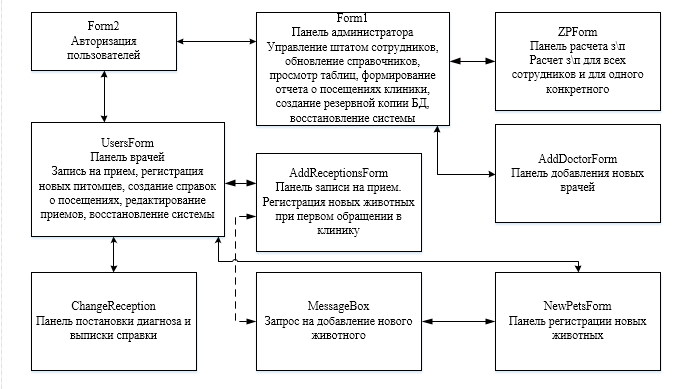 Form2
Авторизация
пользователей
Form1
Панель администратора
Управление штатом сотрудников,
обновление справочников,
просмотр таблиц, формирование
отчета о посещениях клиники,
создание резервной копии БД,
восстановление системы
ZPForm
Панель расчета з\п
Расчет з\п для всех
сотрудников и для одного
конкретного
UsersForm
Панель врачей
Запись на прием, регистрация
новых питомцев, создание справок
о посещениях, редактирование
приемов, восстановление системы
AddReceptionsForm
Панель записи на прием.
Регистрация новых животных
при первом обращении в
клинику
AddDoctorForm
Панель добавления новых
врачей
ChangeReception
Панель постановки диагноза и
выписки справки
MessageBox
Запрос на добавление нового
животного
NewPetsForm
Панель регистрации новых
животных